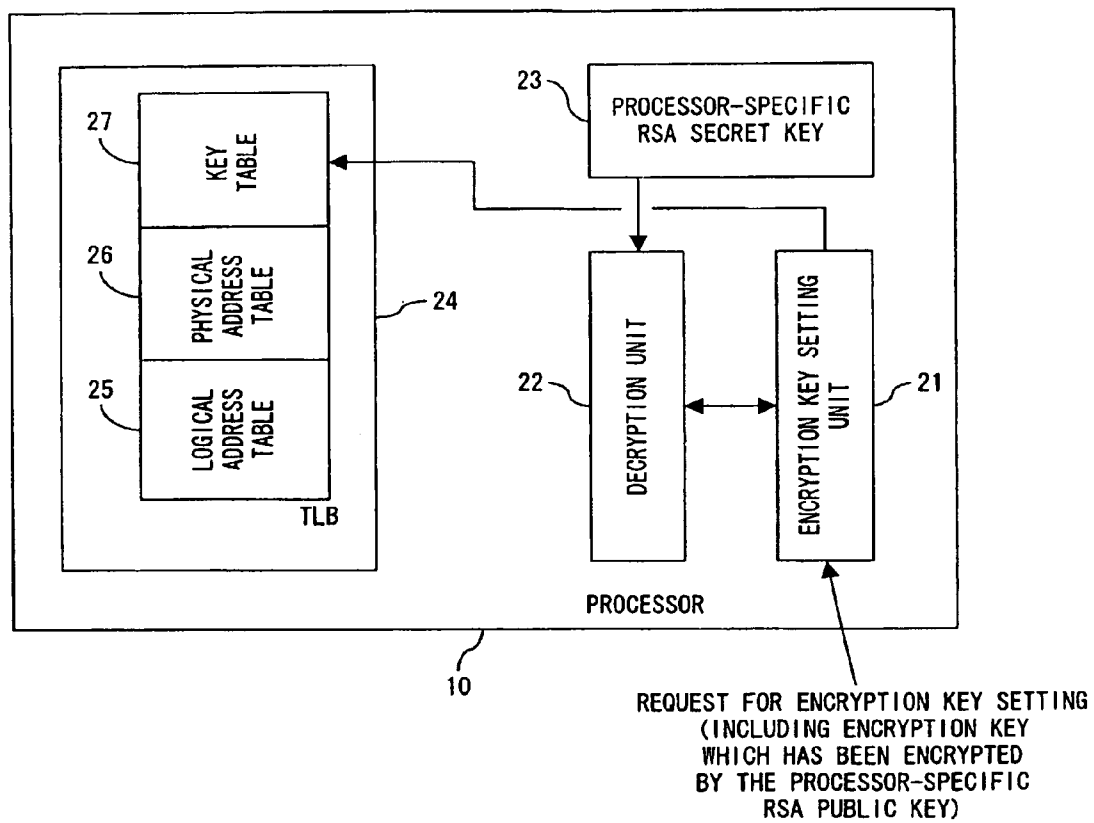 23
PROCESSOR-SPECIFIC
RSA SECRET KEY
27
KEY
TABLE
26
PHYSICAL
ADDRESS
TABLE
24
25
LOGICAL
ADDRESS
TABLE
TLB
22
DECRYPTION UNIT
ENCRYPTION KEY SETTING
UNIT
21
PROCESSOR
10
REQUEST FOR ENCRYPTION KEY SETTING
(INCLUDING ENCRYPTION KEY
WHICH HAS BEEN ENCRYPTED
BY THE PROCESSOR-SPECIFIC
RSA PUBLIC KEY)